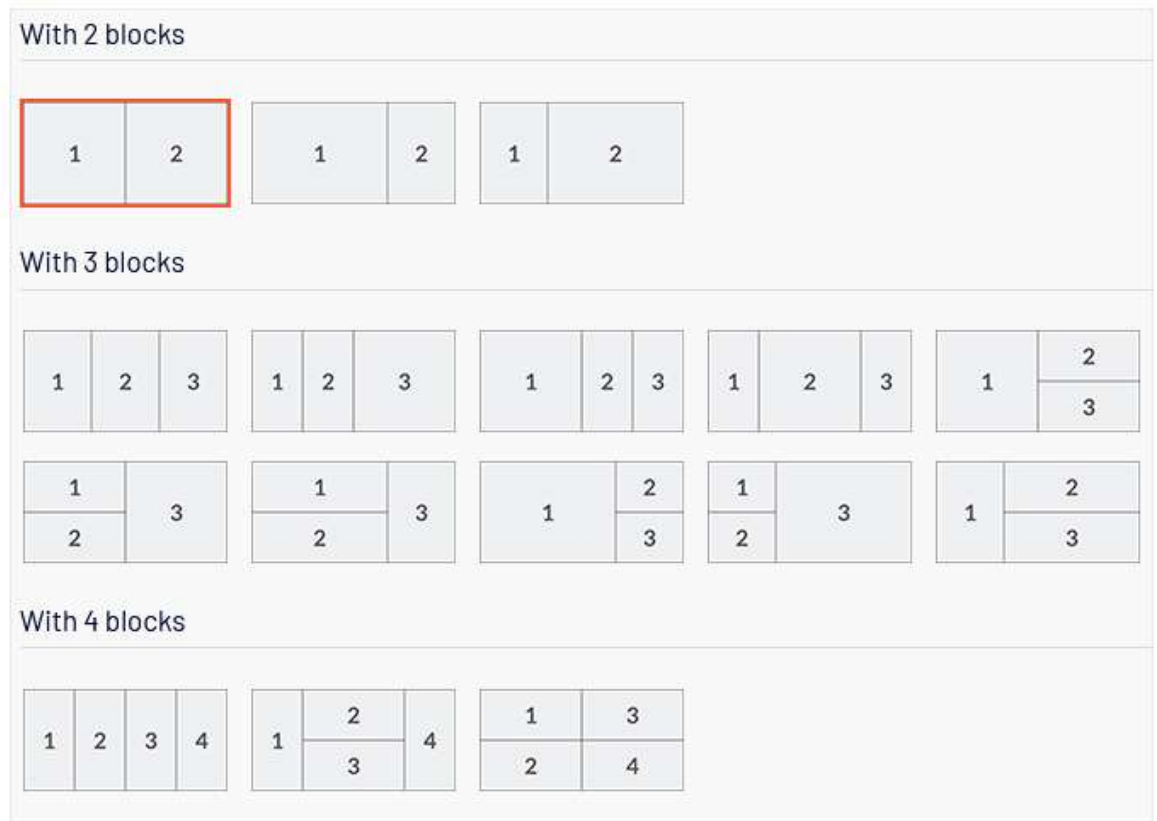 With 2 blocks
1 2 1 2 1 2
With 3 blocks
1 2 3 1 2 3 1 2 3 1 2 3 1 2 3
1 2 3 1 2 3 1 2 3 1 2 3 1 2 3
With 4 blocks
1 2 3 4 1 2 3 4 1 3
2 4